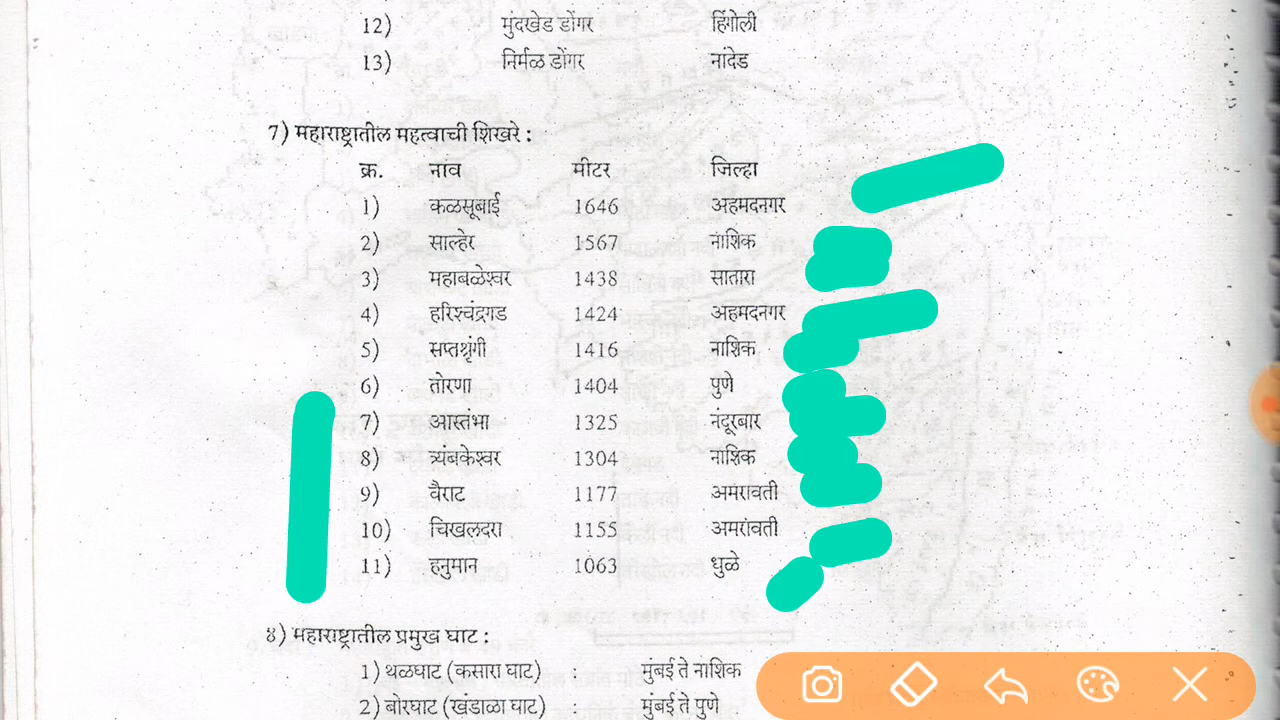 12) मुंदखेड डोंगर हिंगोली
13) निर्मळ डोंगर नांदेड
7) महाराष्ट्रातील महत्वाची शिखरे :
क्र. नांव मीटर जिल्हा
1) कळसूबाई 1646 अहमदनगर
2) साल्हेर 1567 नाशिक
3) महाबळेश्वर 1438 सातारा
4) हरिश्चंद्रगड 1424 अहमदनगर
5) सप्तश्रृंगी 1416 नाशिक
6) तोरणा 1404 पुणे
7) आस्तंभा 1325 नंदूरबार
8) त्र्यंबकेश्वर 1304 नाशिक
9) वैराट 1177 अमरावती
10) चिखलदरा 1155 अमरांवती
11) हनुमान 1063 धुळे
8) महाराष्ट्रातील प्रमुख घाट :
1) थळघाट (कसारा घाट) : मुंबई ते नाशिक
2) बोरघाट (खंडाळा घाट) : मुंबई ते पुणे